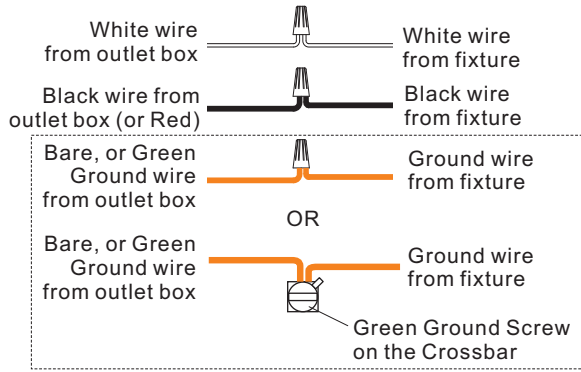 White wire
from outlet box
White wire
from fixture
Black wire from
outlet box (or Red)
Black wire
from fixture
Bare, or Green
Ground wire
from outlet box
Ground wire
from fixture
OR
Bare, or Green
Ground wire
from outlet box
Ground wire
from fixture
Green Ground Screw
on the Crossbar